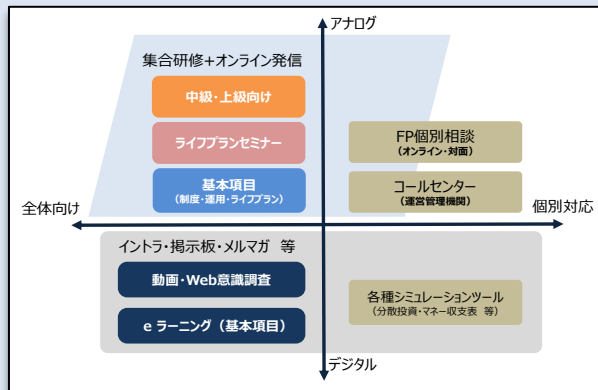 アナログ
集合研修+オンライン発信
中級・上級向け
ライフプランセミナー
基本項目
(制度・運用・ライフプラン)
FP個別相談
(オンライン・対面)
コールセンター
(運営管理機関)
全体向け
個別対応
イントラ・掲示板・メルマガ 等
動画・Web意識調査
e ラーニング（基本項目）
各種シミュレーションツール
(分散投資・マネー収支表 等)
デジタル